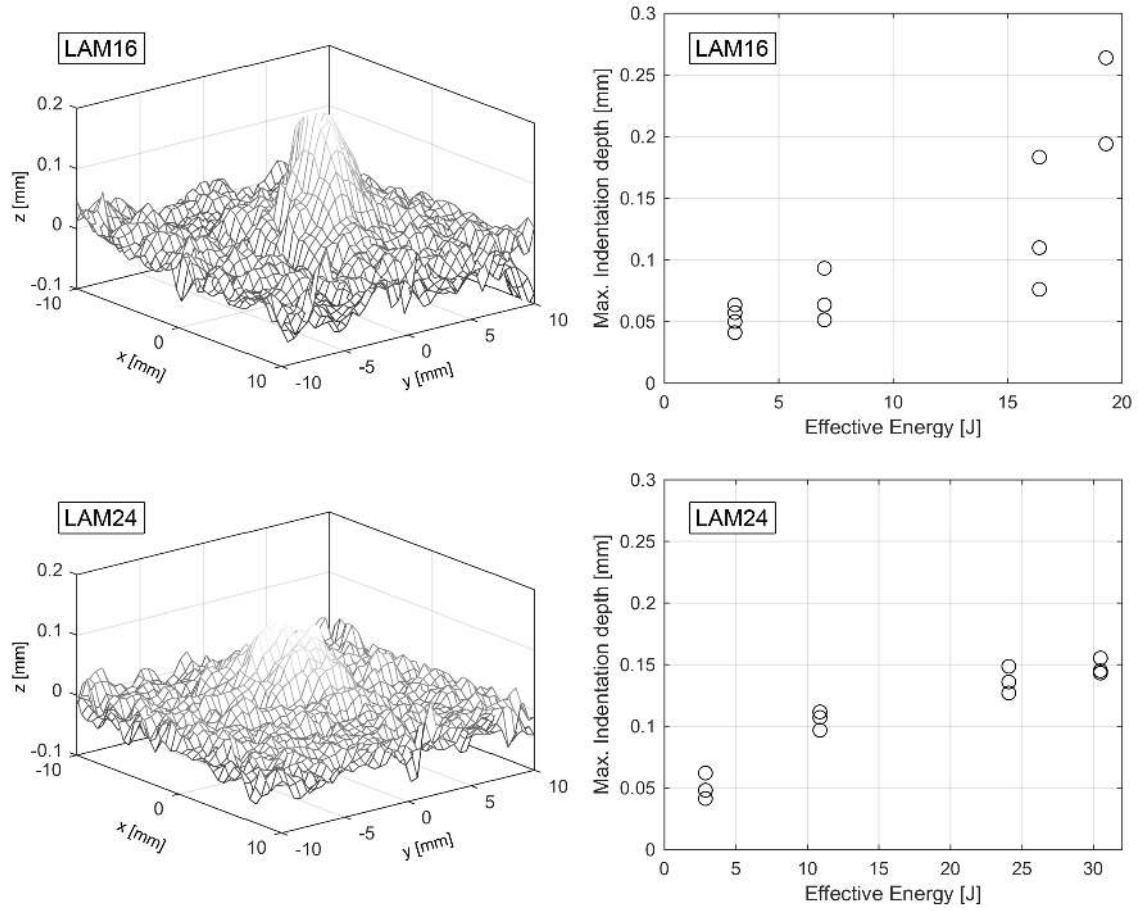 LAM16
0.2
0.1
0
-0.1
z [mm]
-10
0
10
x [mm]
-10
-5
0
5
10
y [mm]
LAM16
0.3
0.25
0.2
0.15
0.1
0.05
0
Max. Indentation depth [mm]
0 5 10 15 20
Effective Energy [J]
LAM24
0.2
0.1
0
-0.1
z [mm]
-10
0
10
x [mm]
-10
-5
0
5
10
y [mm]
LAM24
0.3
0.25
0.2
0.15
0.1
0.05
0
Max. Indentation depth [mm]
0 5 10 15 20 25 30
Effective Energy [J]